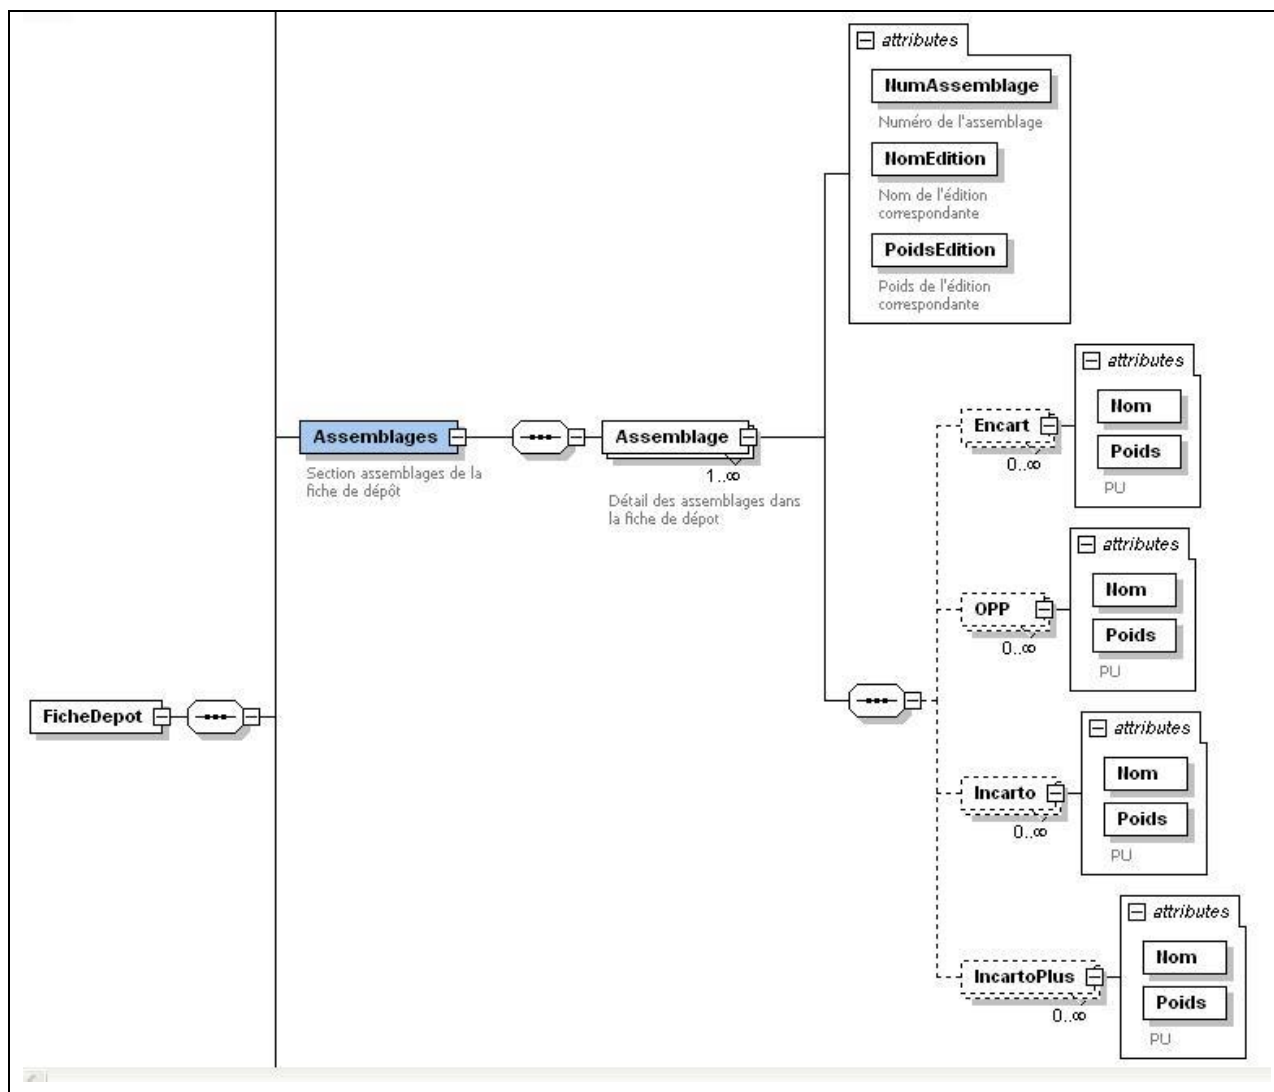 attributes
NumAssemblage
Numéro de l'assemblage
NomEdition
Nom de l'édition
correspondante
PoidsEdition
Poids de l'édition
correspondante
FicheDepot
Assemblages
Section assemblages de la
fiche de dépôt
Assemblage
1..∞
Détail des assemblages dans
la fiche de dépot
Encart
0..∞
attributes
Nom
Poids
PU
OPP
0..∞
attributes
Nom
Poids
PU
Incarto
0..∞
attributes
Nom
Poids
PU
IncartoPlus
0..∞
attributes
Nom
Poids
PU